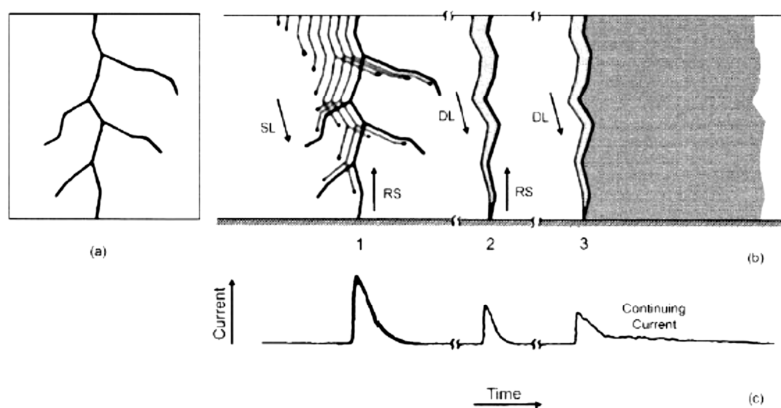 SL
RS
DL
RS
DL
(a)
1
2
3
(b)
Current
Continuing
Current
Time
(c)